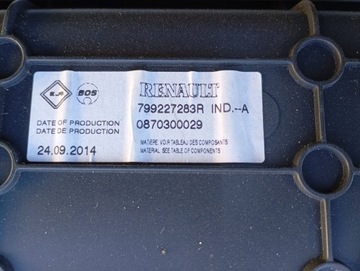 RENAULT
799227283R IND.--A
DATE OF PRODUCTION
DATE DE PRODUCTION
0870300029
24.09.2014
MATIERE: VOIR TABLEAU DES COMPOSANTS
MATERIAL: SEE TABLE OF COMPONENTS